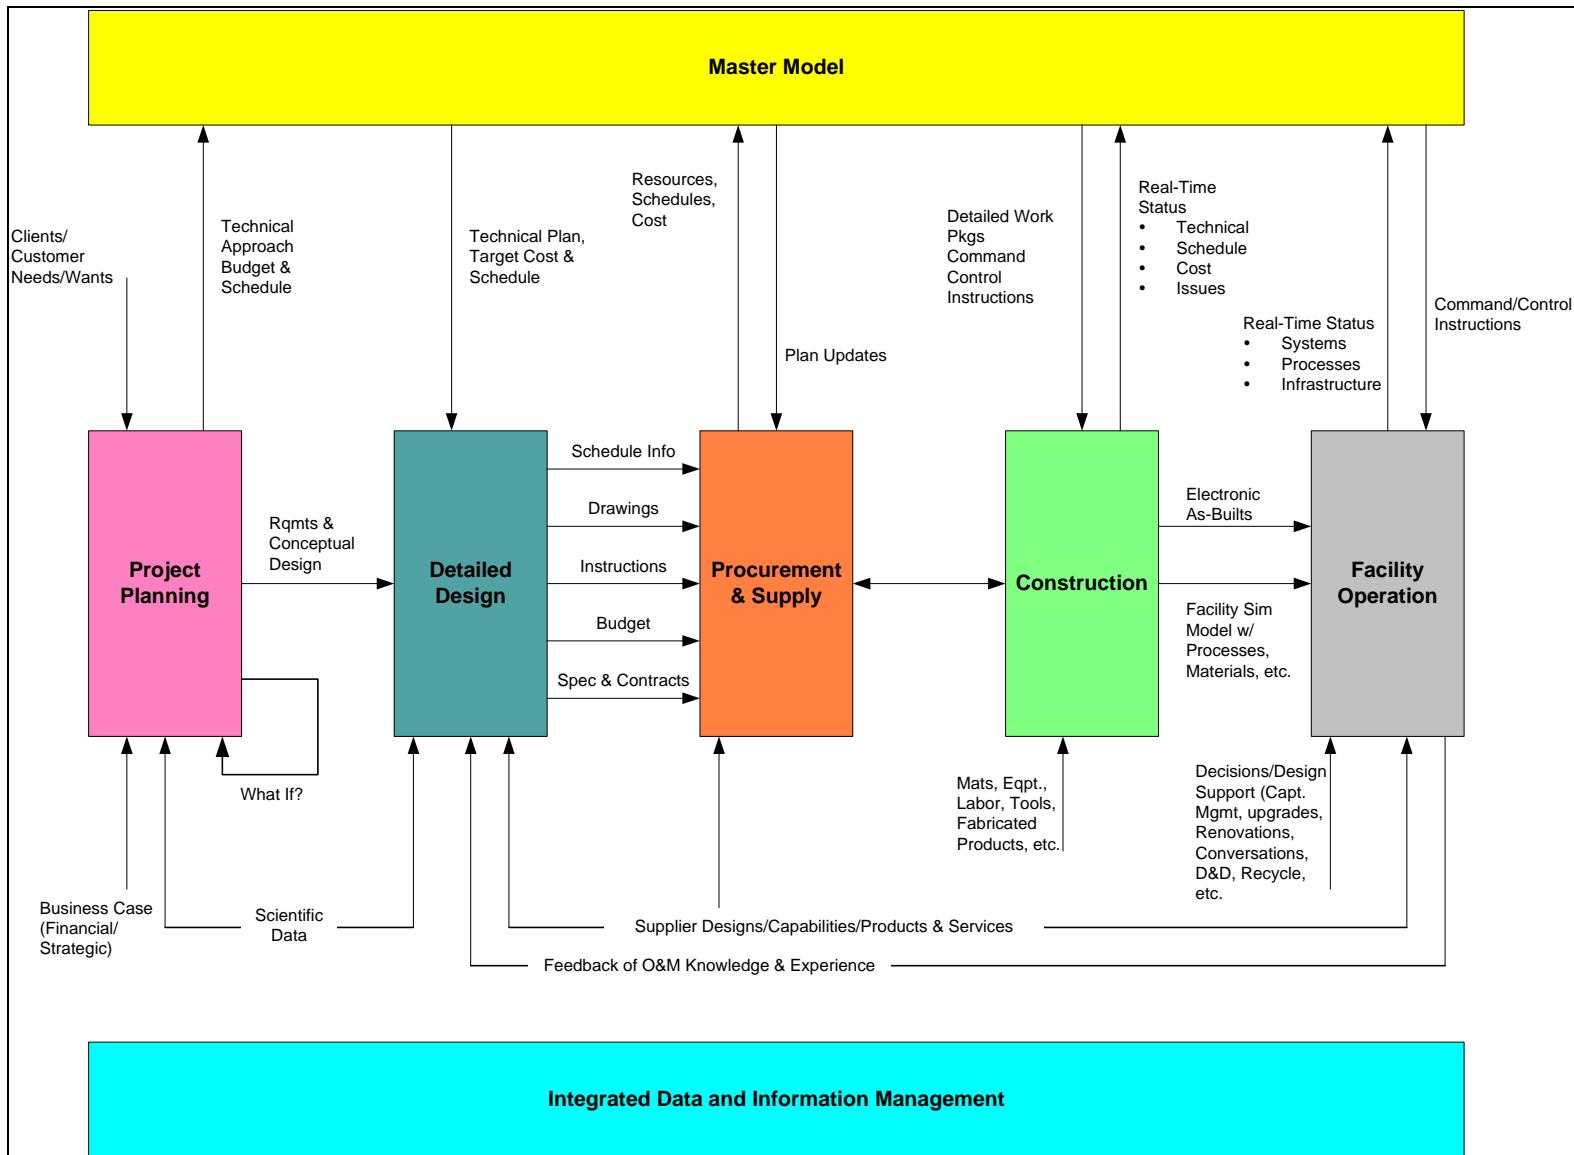 Master Model
Clients/
Customer
Needs/Wants
Technical
Approach
Budget &
Schedule
Technical Plan,
Target Cost &
Schedule
Resources,
Schedules,
Cost
Plan Updates
Detailed Work
Pkgs
Command
Control
Instructions
Real-Time
Status
• Technical
• Schedule
• Cost
• Issues
Real-Time Status
• Systems
• Processes
• Infrastructure
Command/Control
Instructions
Project
Planning
Rqmts &
Conceptual
Design
Detailed
Design
Schedule Info
Drawings
Instructions
Budget
Spec & Contracts
Procurement
& Supply
Construction
Electronic
As-Builts
Facility Sim
Model w/
Processes,
Materials, etc.
Facility
Operation
What If?
Mats, Eqpt.,
Labor, Tools,
Fabricated
Products, etc.
Decisions/Design
Support (Capt.
Mgmt, upgrades,
Renovations,
Conversations,
D&D, Recycle,
etc.
Business Case
(Financial/
Strategic)
Scientific
Data
Supplier Designs/Capabilities/Products & Services
Feedback of O&M Knowledge & Experience
Integrated Data and Information Management